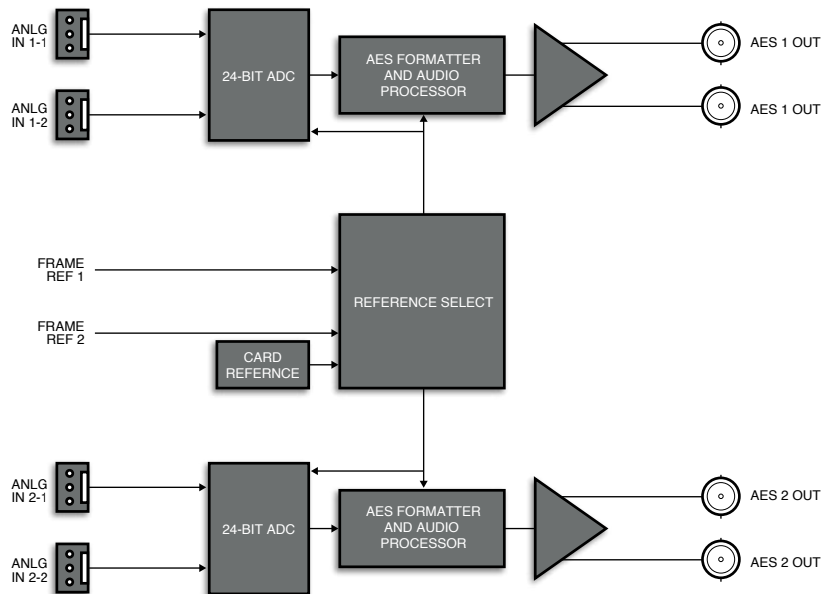 ANLG
IN 1-1
ANLG
IN 1-2
24-BIT ADC
AES FORMATTER
AND AUDIO
PROCESSOR
AES 1 OUT
AES 1 OUT
FRAME
REF 1
FRAME
REF 2
CARD
REFERNCE
REFERENCE SELECT
ANLG
IN 2-1
ANLG
IN 2-2
24-BIT ADC
AES FORMATTER
AND AUDIO
PROCESSOR
AES 2 OUT
AES 2 OUT